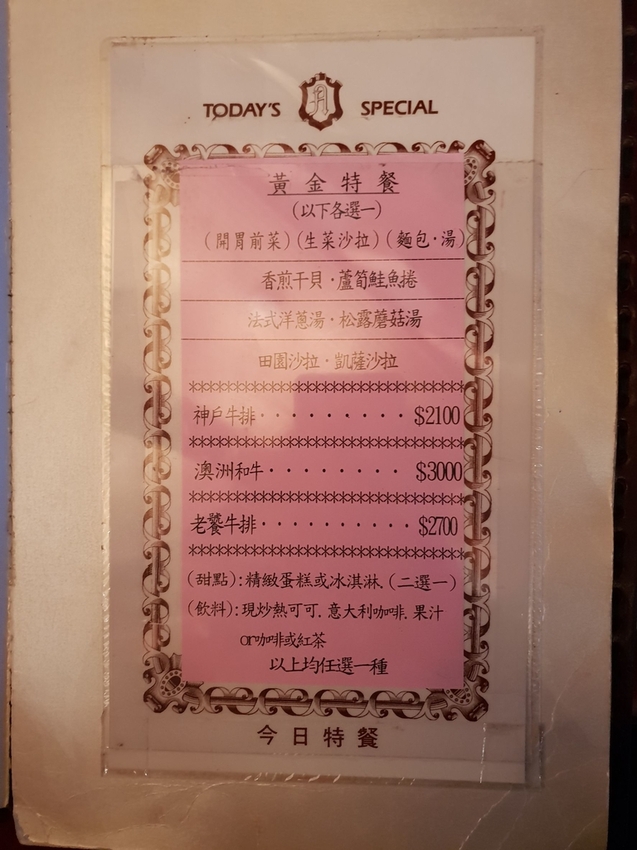 TODAY'S A SPECIAL
黃金特餐
(以下各選一)
(開胃前菜)(生菜沙拉)(麵包·湯)
香煎干貝·蘆筍鮭魚捲
法式洋蔥湯·松露蘑菇湯
田園沙拉·凱薩沙拉
************************
神戶牛排·········$2100
************************
澳洲和牛········$3000
************************
老饕牛排··········$2700
************************
(甜點):精緻蛋糕或冰淇淋.(二選一)
(飲料):現炒熱可可.意大利咖啡.果汁
or咖啡或紅茶
以上均任選一種
今日特餐